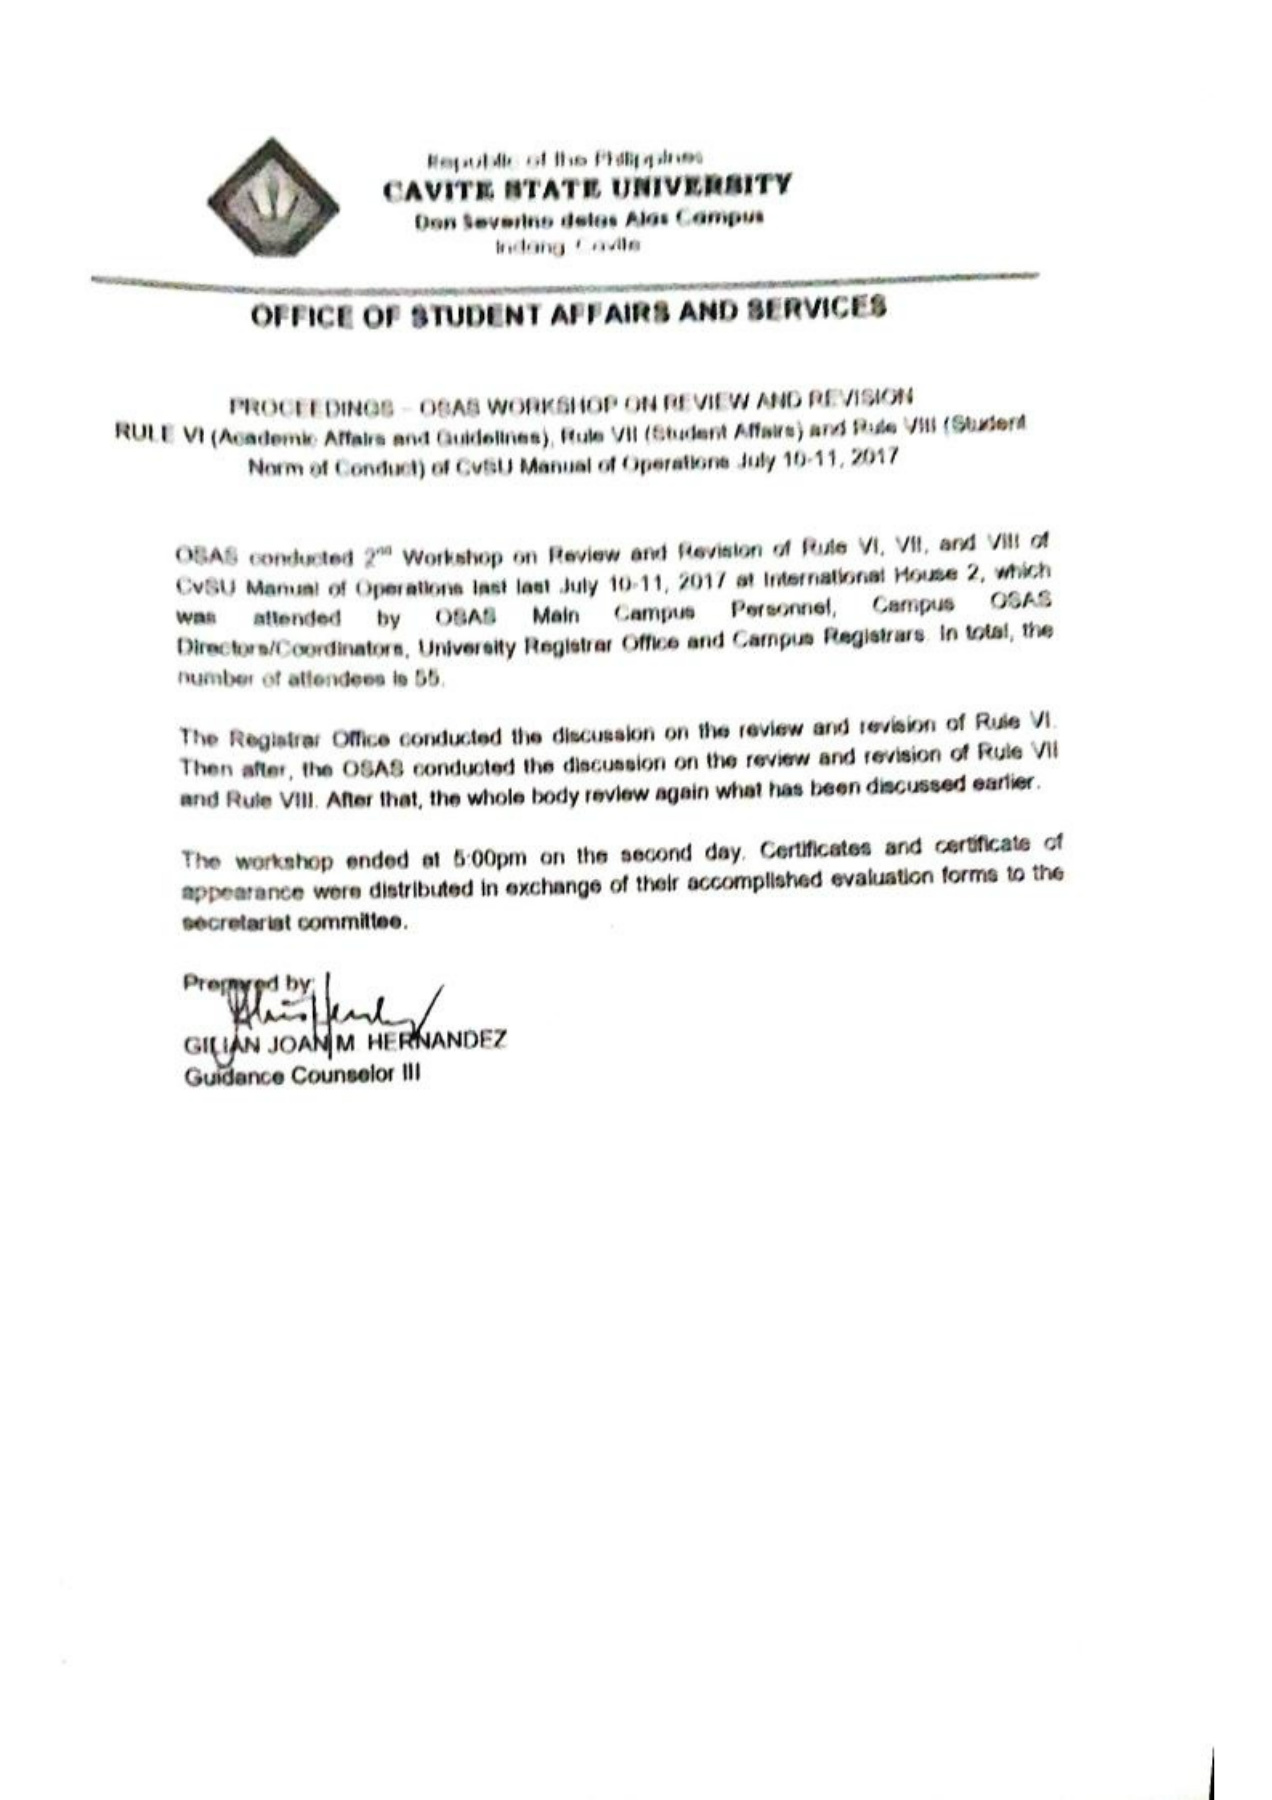 Republic of the Philippines
CAVITE STATE UNIVERSITY
Don Severino delas Alas Campus
Indang, Cavite
OFFICE OF STUDENT AFFAIRS AND SERVICES
PROCEEDINGS – OSAS WORKSHOP ON REVIEW AND REVISION
RULE VI (Academic Affairs and Guidelines), Rule VII (Student Affairs) and Rule VIII (Student
Norm of Conduct) of CvSU Manual of Operations July 10-11, 2017
OSAS conducted 2nd Workshop on Review and Revision of Rule VI, VII, and VIII of
CvSU Manual of Operations last last July 10-11, 2017 at International House 2, which
was attended by OSAS Main Campus Personnel, Campus OSAS
Directors/Coordinators, University Registrar Office and Campus Registrars. In total, the
number of attendees is 55.
The Registrar Office conducted the discussion on the review and revision of Rule VI.
Then after, the OSAS conducted the discussion on the review and revision of Rule VII
and Rule VIII. After that, the whole body review again what has been discussed earlier.
The workshop ended at 5:00pm on the second day. Certificates and certificate of
appearance were distributed in exchange of their accomplished evaluation forms to the
secretariat committee.
Prepared by:
GILIAN JOAN M. HERNANDEZ
Guidance Counselor III